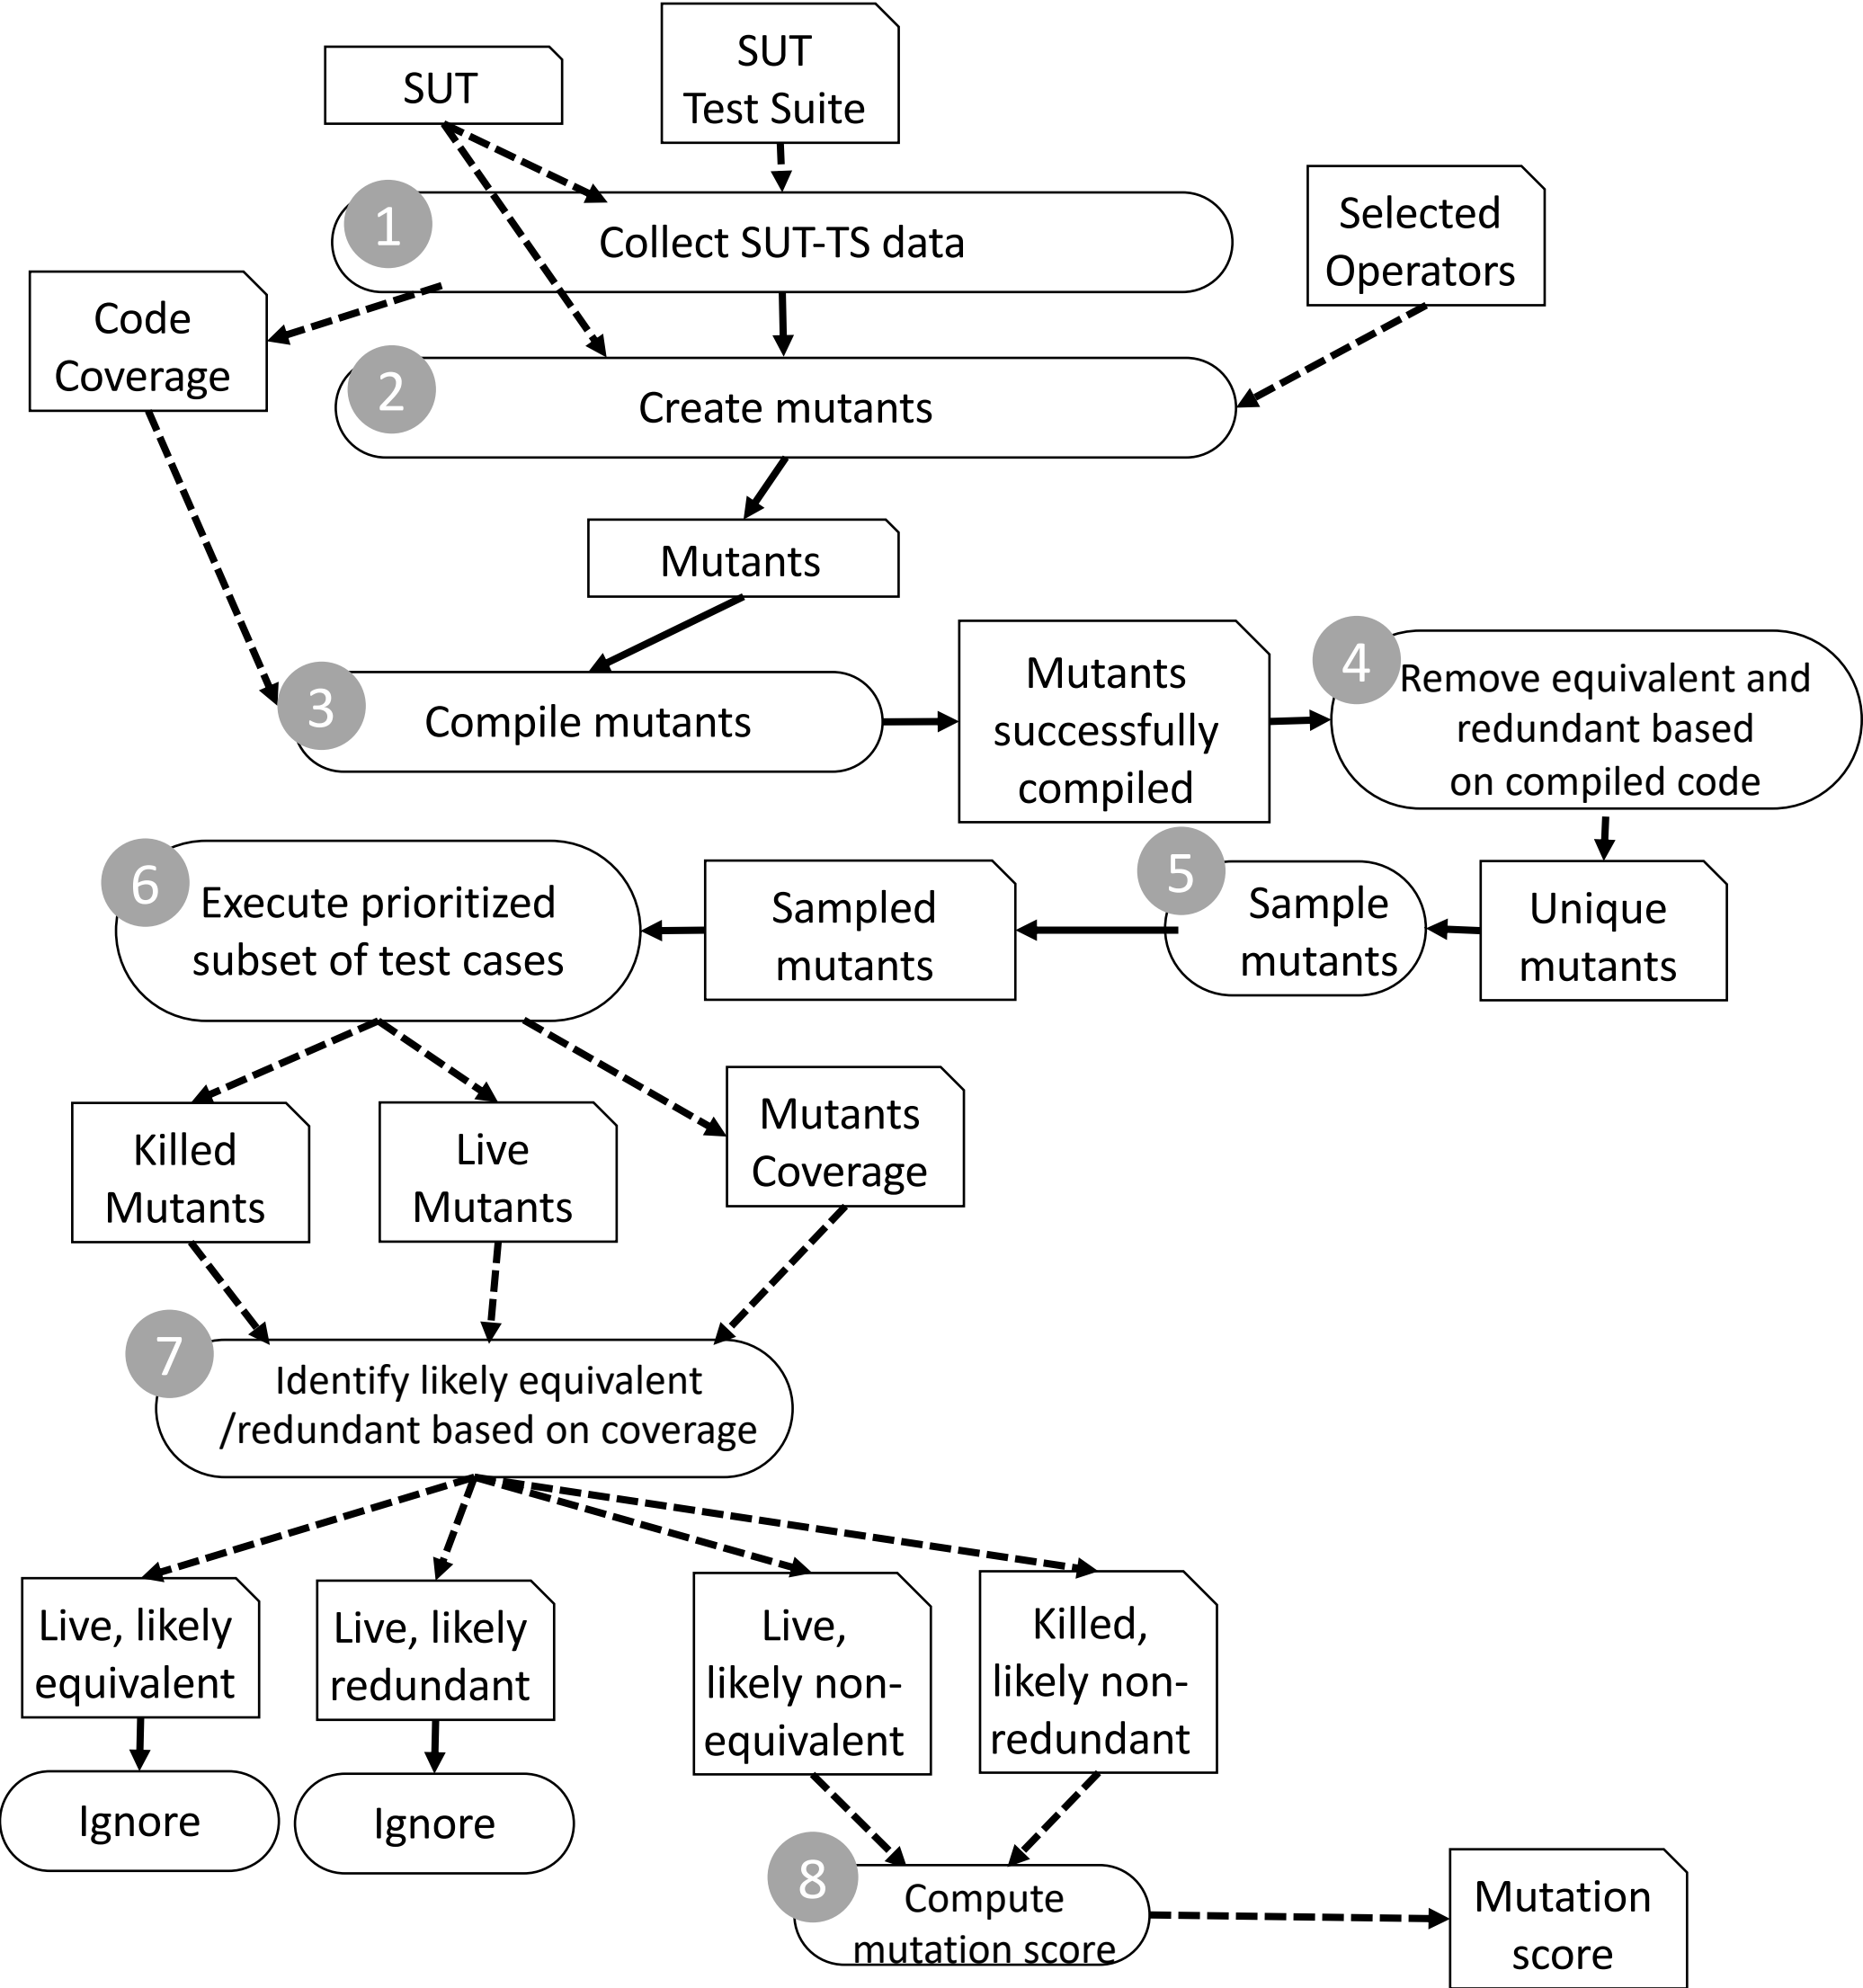 SUT
SUT
Test Suite
1
Collect SUT-TS data
Selected
Operators
Code
Coverage
2
Create mutants
Mutants
3
Compile mutants
Mutants
successfully
compiled
4
Remove equivalent and
redundant based
on compiled code
6
Execute prioritized
subset of test cases
Sampled
mutants
5
Sample
mutants
Unique
mutants
Killed
Mutants
Live
Mutants
Mutants
Coverage
7
Identify likely equivalent
/redundant based on coverage
Live, likely
equivalent
Live, likely
redundant
Live,
likely non-
equivalent
Killed,
likely non-
redundant
Ignore
Ignore
8
Compute
mutation score
Mutation
score